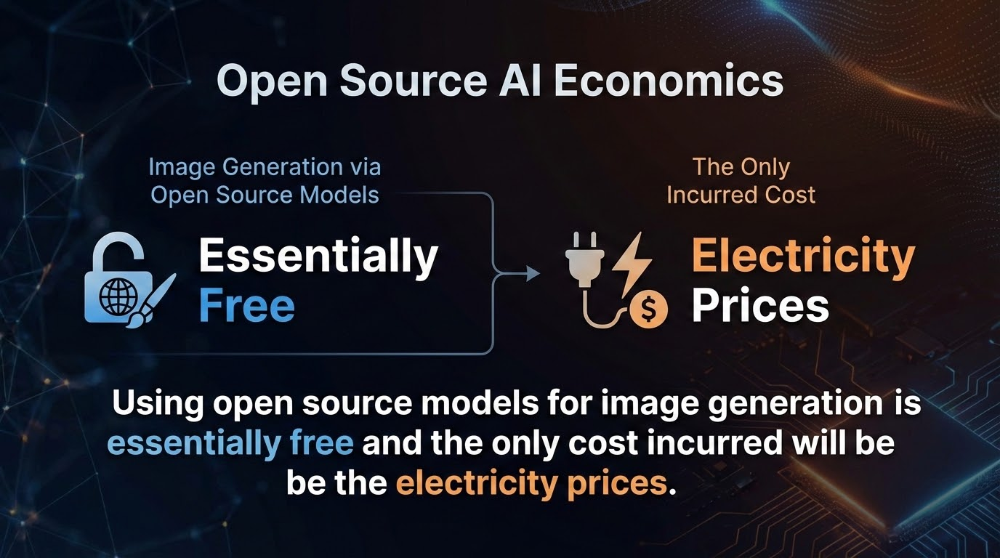 Open Source AI Economics
Image Generation via
Open Source Models
Essentially
Free
The Only
Incurred Cost
$
Electricity
Prices
Using open source models for image generation is
essentially free and the only cost incurred will be
be the electricity prices.